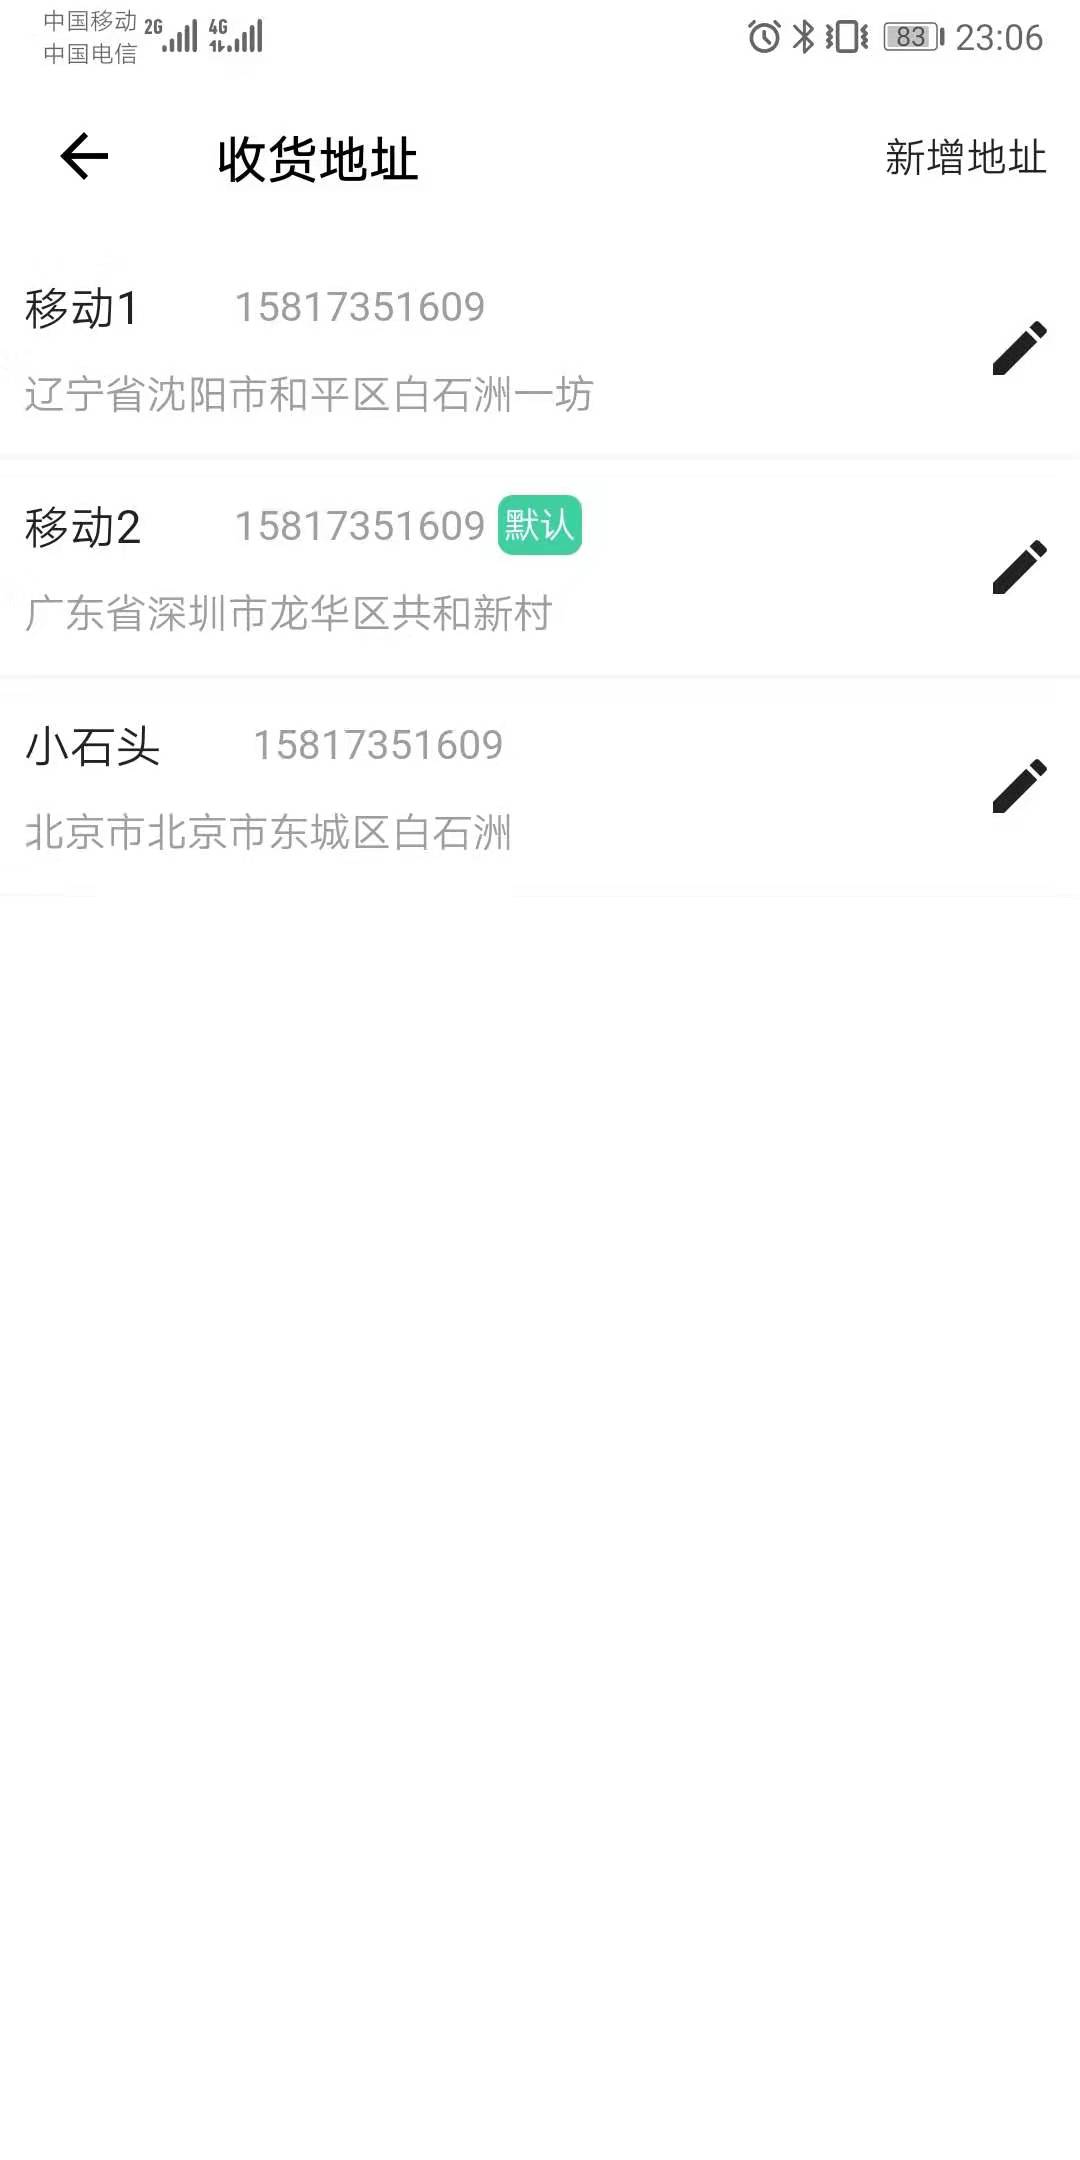 中国移动 2G 4G
中国电信
83 23:06
收货地址 新增地址
移动1 15817351609
辽宁省沈阳市和平区白石洲一坊
移动2 15817351609 默认
广东省深圳市龙华区共和新村
小石头 15817351609
北京市北京市东城区白石洲